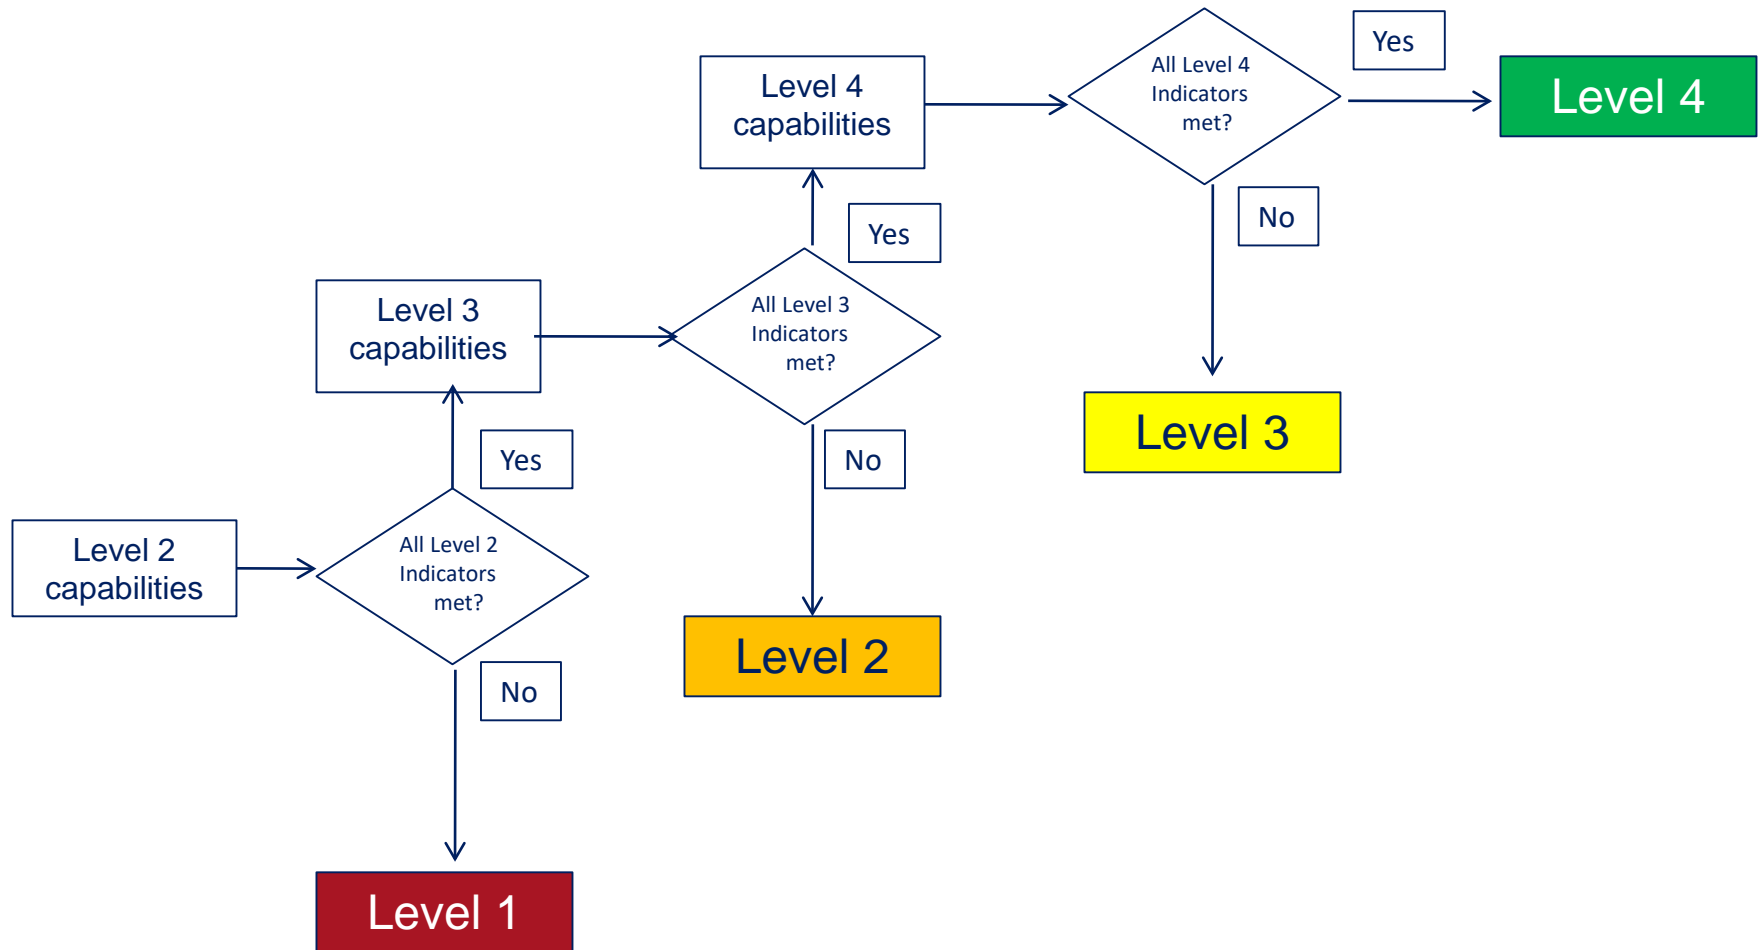 Level 4
capabilities
All Level 4
Indicators
met?
Yes
Level 4
No
Level 3
Level 3
capabilities
All Level 3
Indicators
met?
Yes
No
Level 2
Level 2
capabilities
All Level 2
Indicators
met?
Yes
No
Level 1